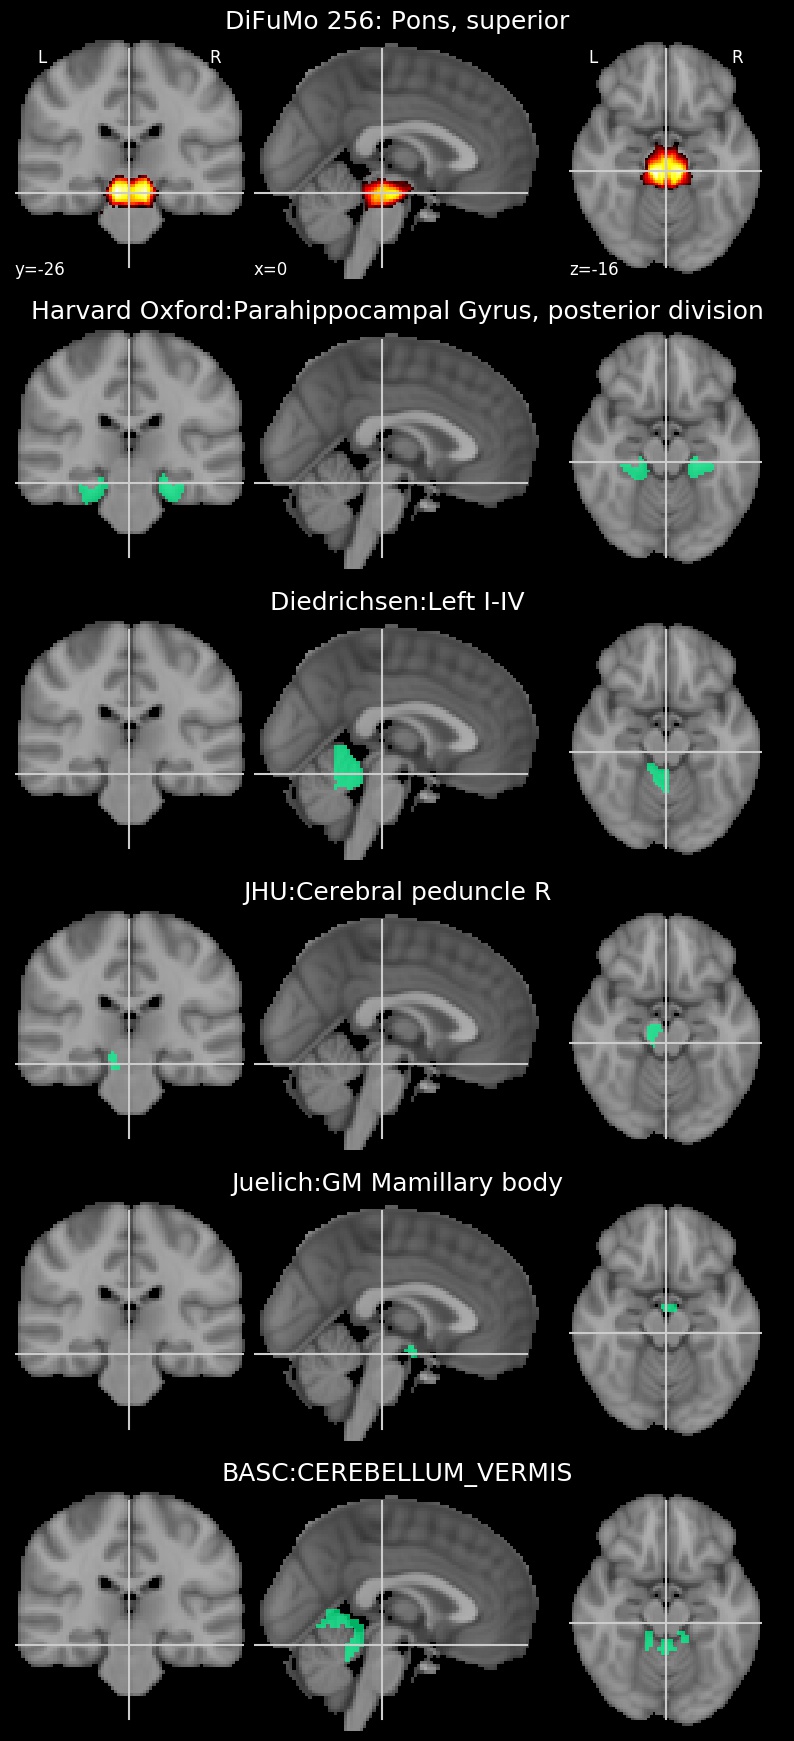 DiFuMo 256: Pons, superior
L R L R
y=-26 x=0 z=-16
Harvard Oxford:Parahippocampal Gyrus, posterior division
Diedrichsen:Left I-IV
JHU:Cerebral peduncle R
Juelich:GM Mamillary body
BASC:CEREBELLUM_VERMIS